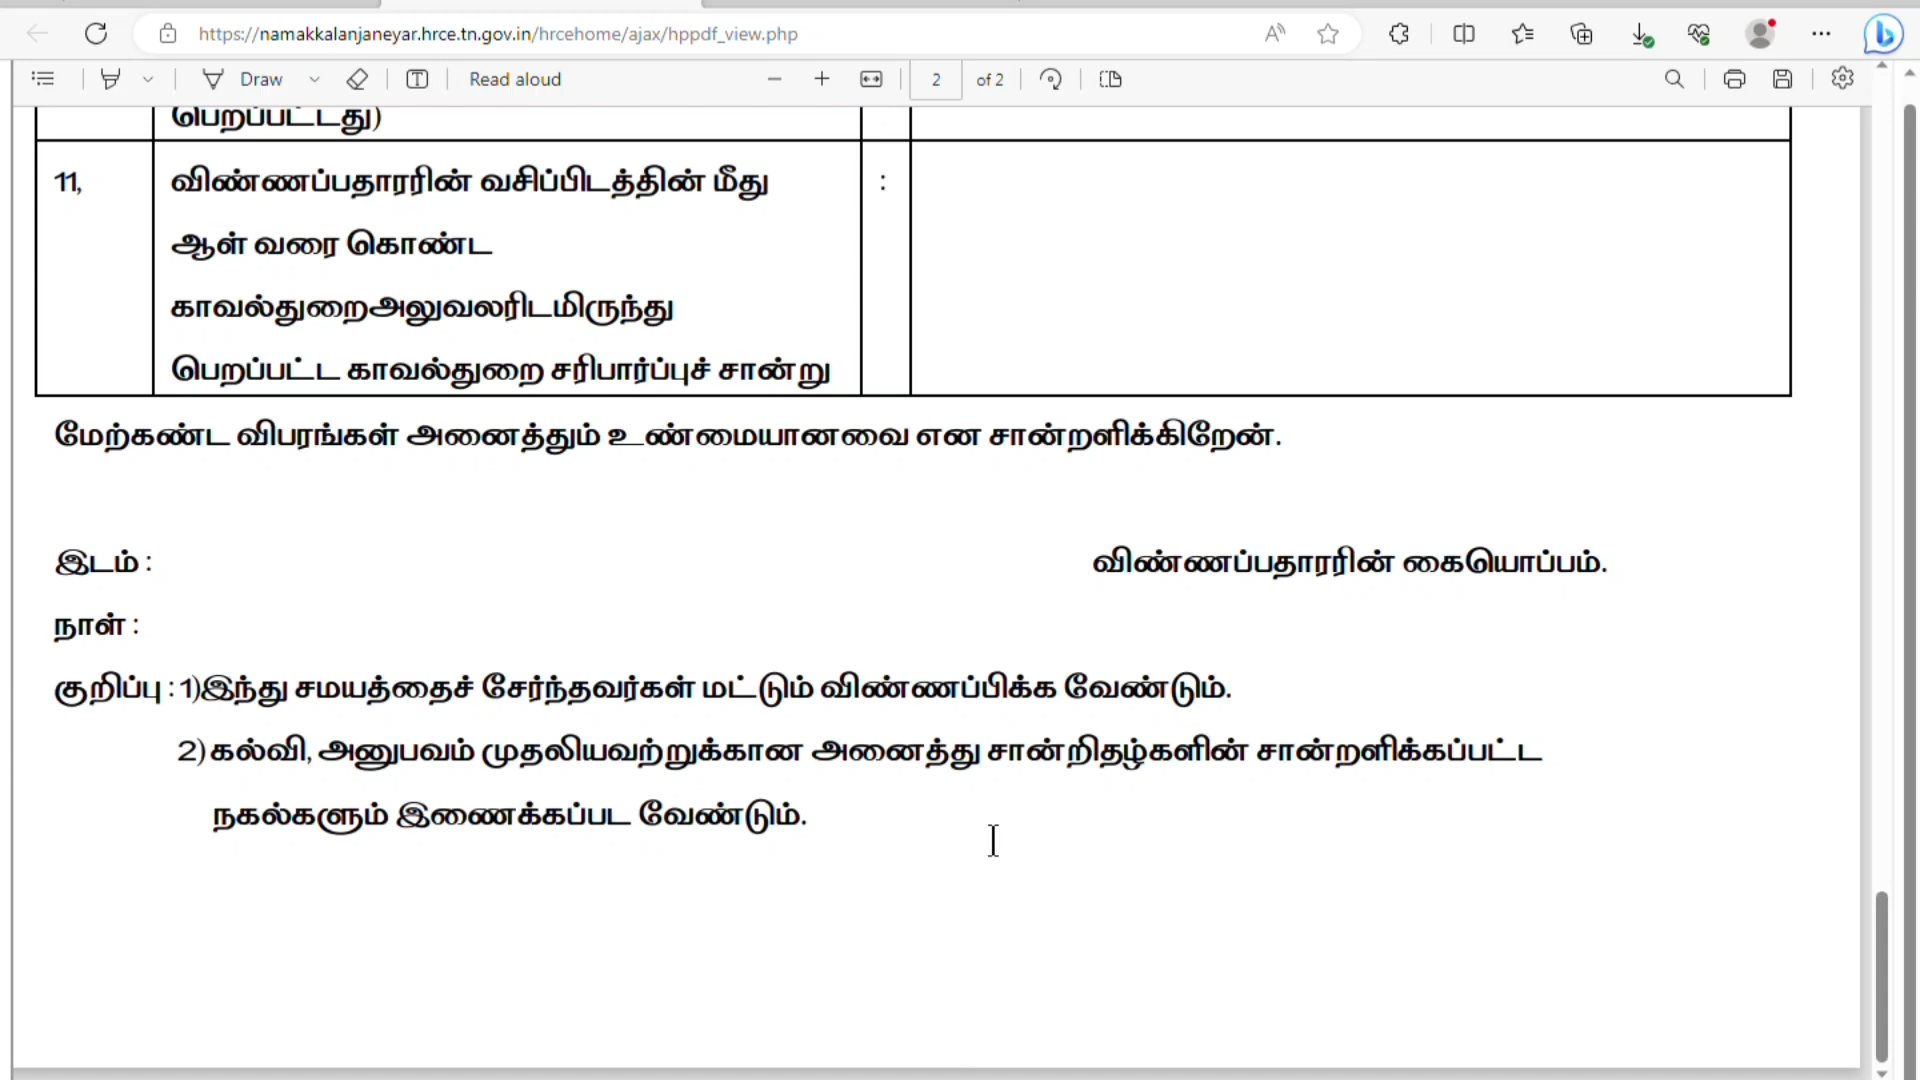 https://namakkalanjaneyar.hrce.tn.gov.in/hrcehome/ajax/hppdf_view.php
Draw Read aloud 2 of 2
பெறப்பட்டது)
11, விண்ணப்பதாரரின் வசிப்பிடத்தின் மீது :
ஆள் வரை கொண்ட
காவல்துறைஅலுவலரிடமிருந்து
பெறப்பட்ட காவல்துறை சரிபார்ப்புச் சான்று
மேற்கண்ட விபரங்கள் அனைத்தும் உண்மையானவை என சான்றளிக்கிறேன்.
இடம் : விண்ணப்பதாரரின் கையொப்பம்.
நாள் :
குறிப்பு : 1)இந்து சமயத்தைச் சேர்ந்தவர்கள் மட்டும் விண்ணப்பிக்க வேண்டும்.
2) கல்வி, அனுபவம் முதலியவற்றுக்கான அனைத்து சான்றிதழ்களின் சான்றளிக்கப்பட்ட
நகல்களும் இணைக்கப்பட வேண்டும்.